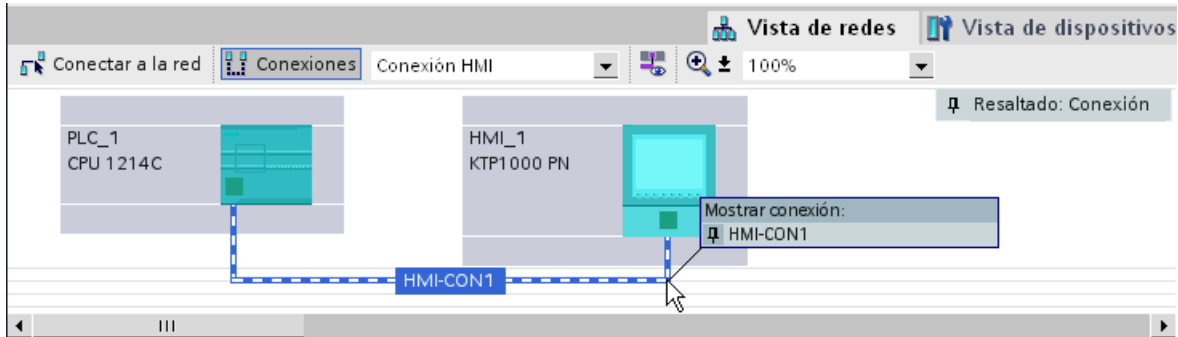 Vista de redes
Vista de dispositivos
Conectar a la red
Conexiones
Conexión HMI
100%
Resaltado: Conexión
PLC_1
CPU 1214C
HMI_1
KTP1000 PN
Mostrar conexión:
HMI-CON1
HMI-CON1